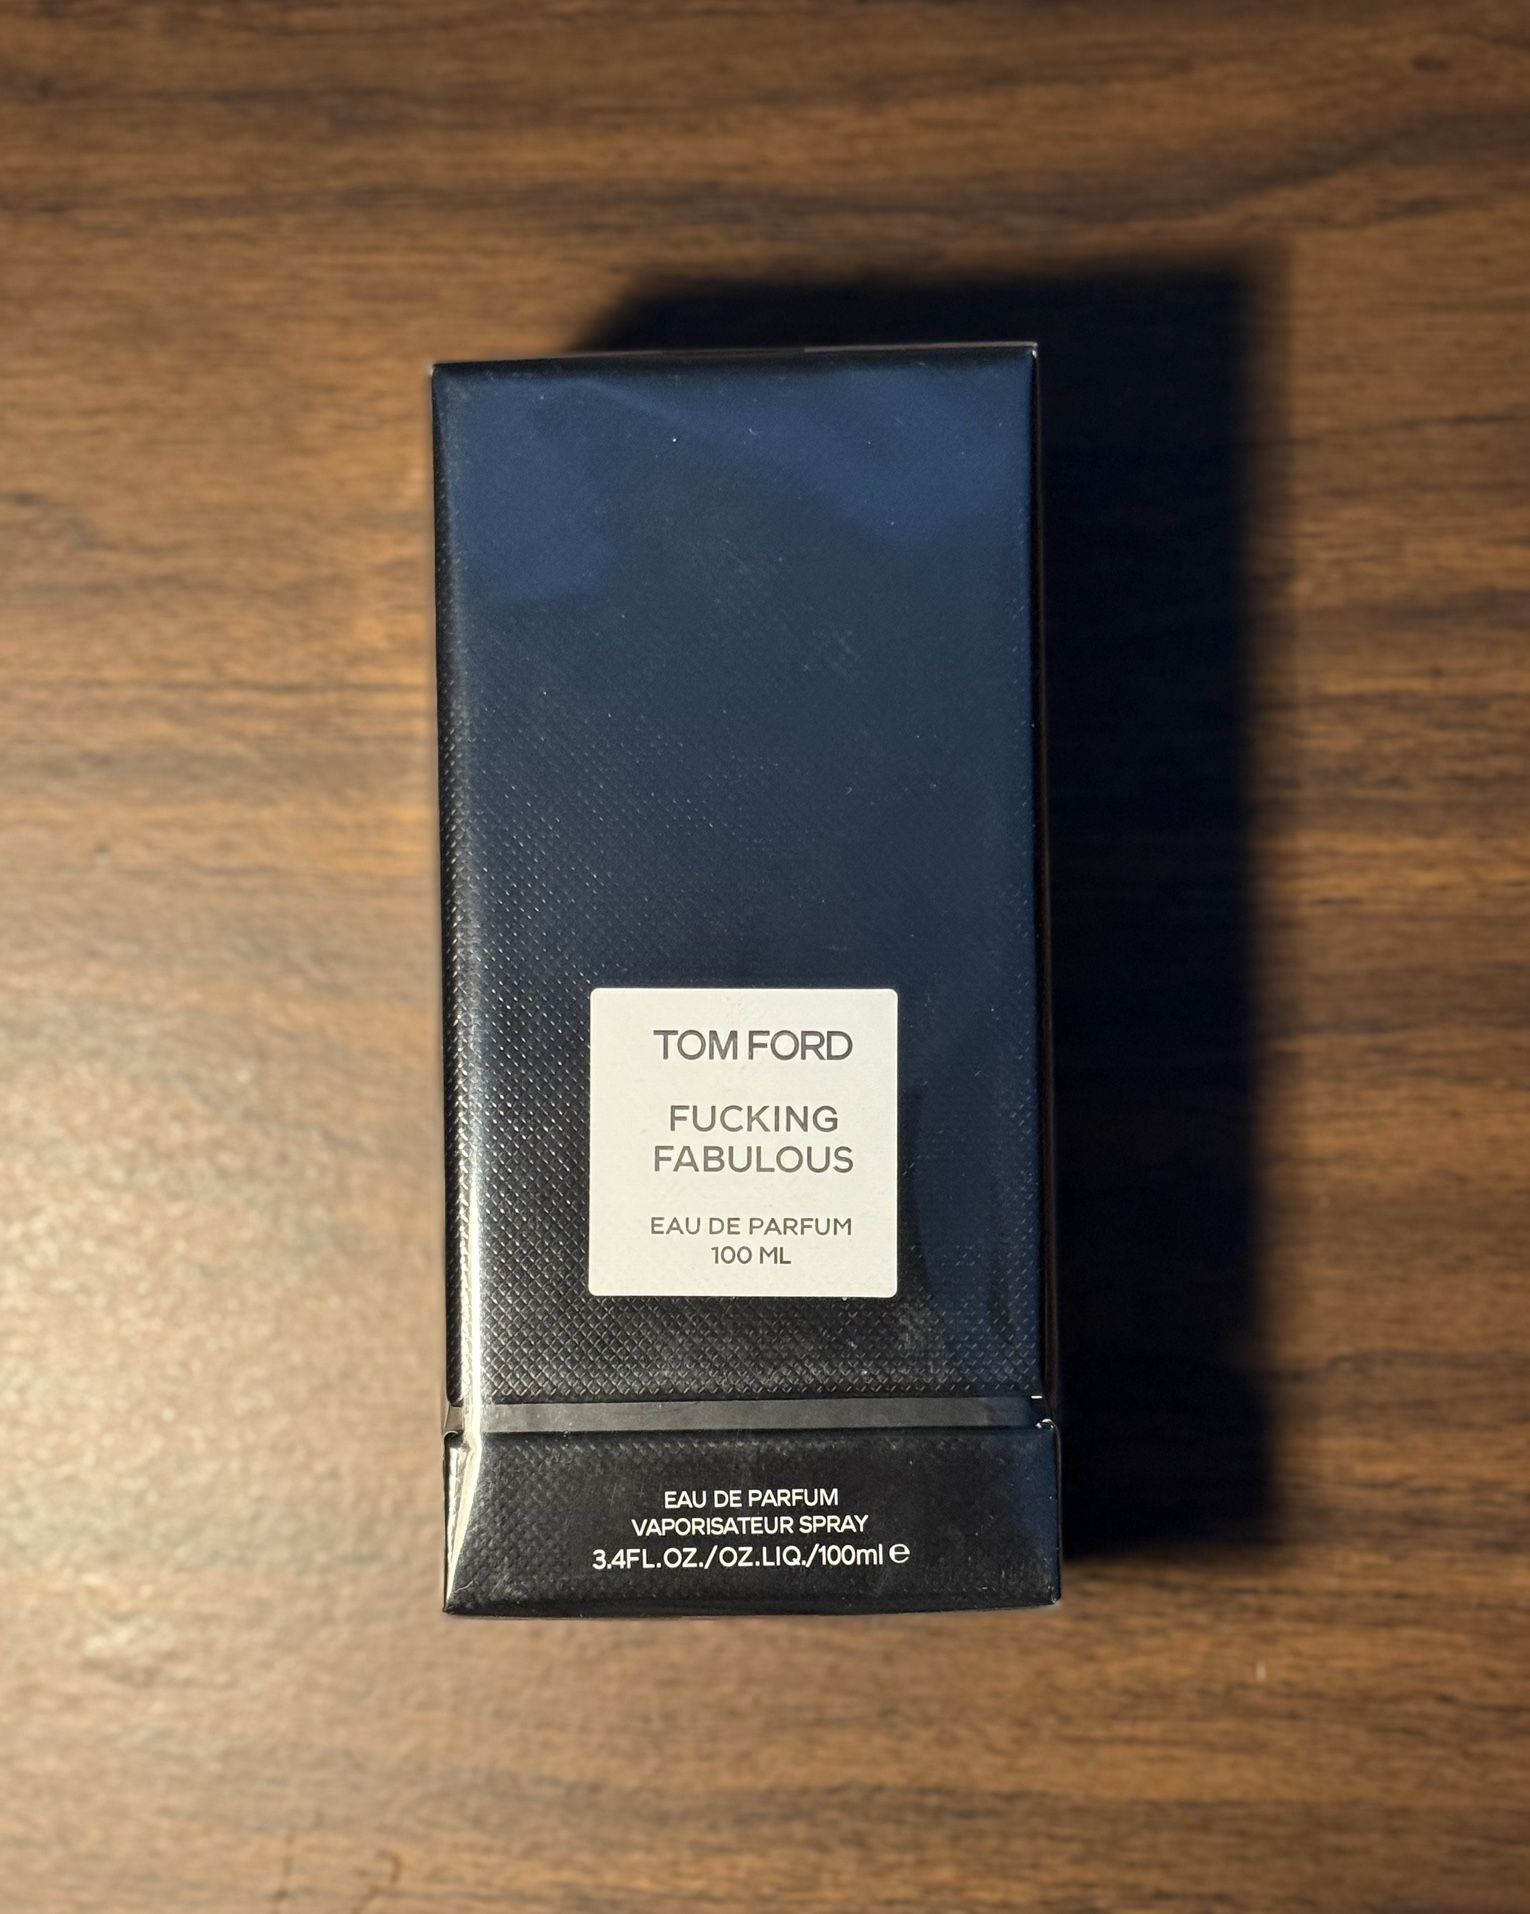 TOM FORD
FUCKING
FABULOUS
EAU DE PARFUM
100 ML
EAU DE PARFUM
VAPORISATEUR SPRAY
3.4FL.OZ./OZ.LIQ./100ml ℮